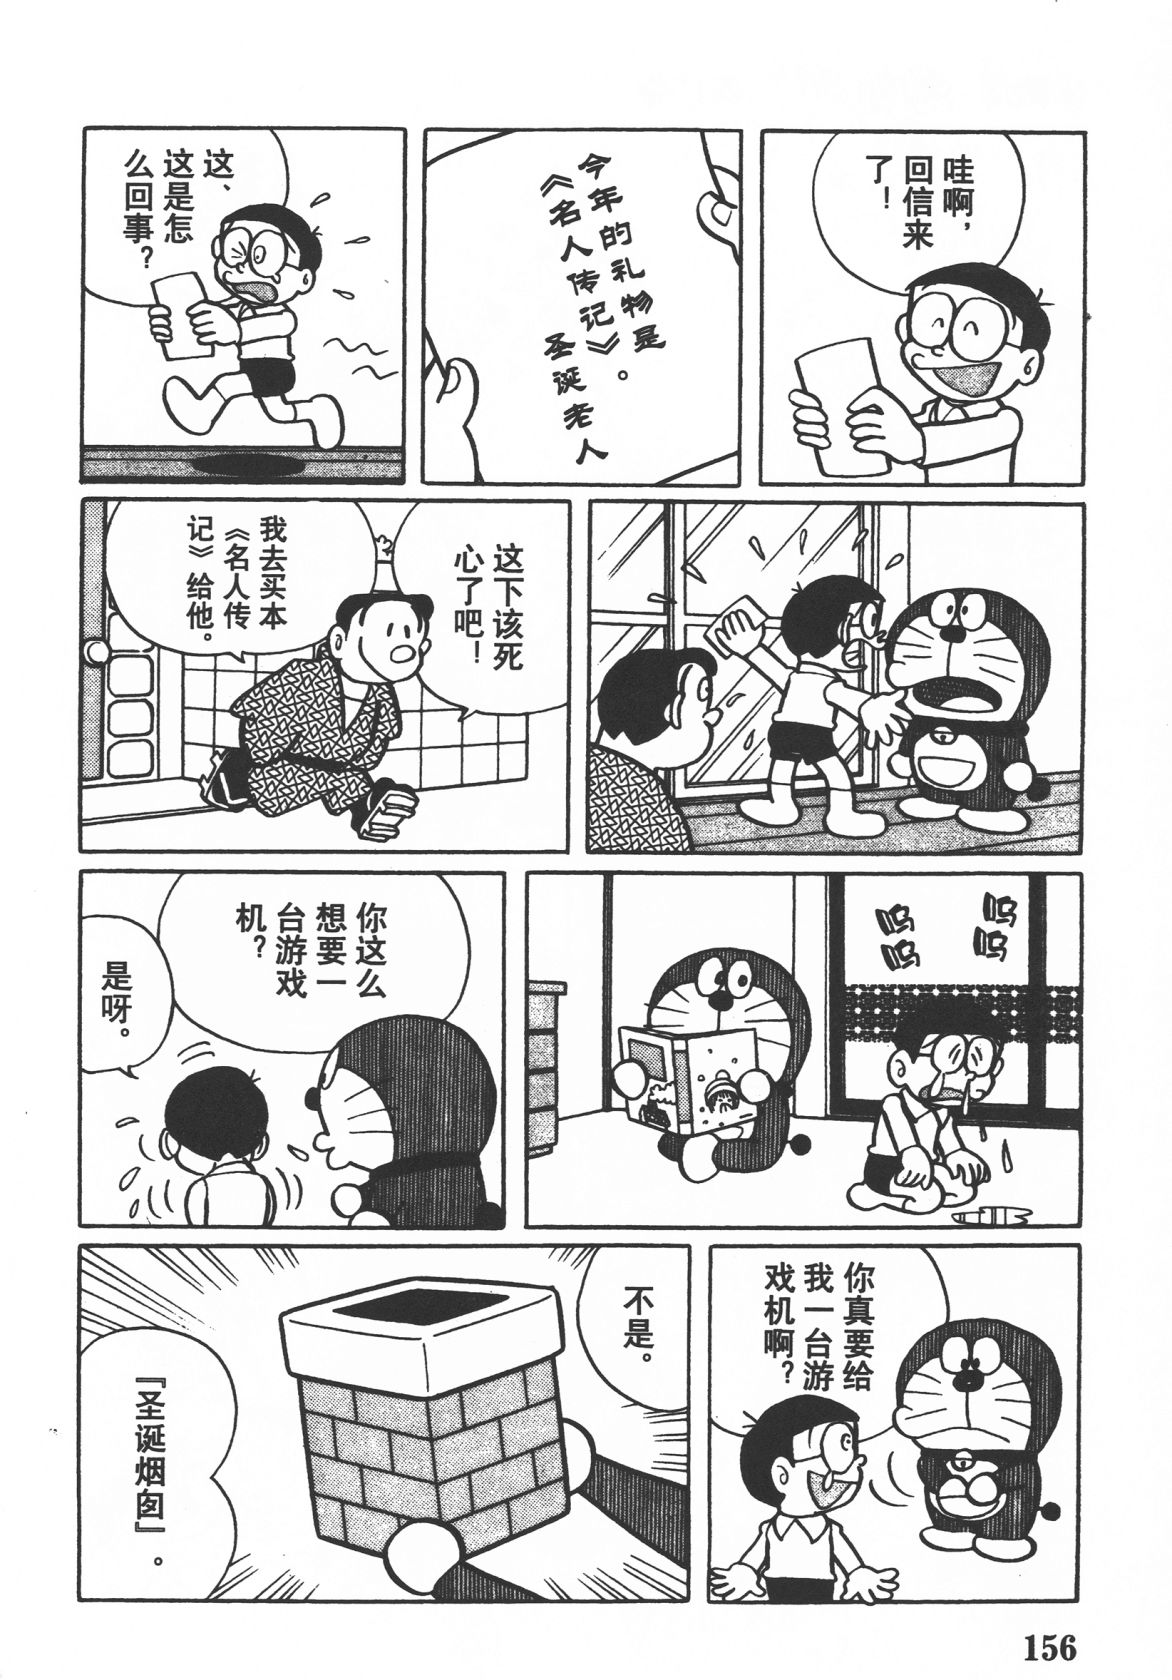 哇啊，
回信来
了！
今年的礼物是
《名人传记》。
圣诞老人
这、
这是怎
么回事？
这下该死
心了吧！
我去买本
《名人传
记》给他。
呜呜
呜呜
你这么
想要一
台游戏
机？
是呀。
你真要给
我一台游
戏机啊？
不是。
『圣诞烟囱』。
156